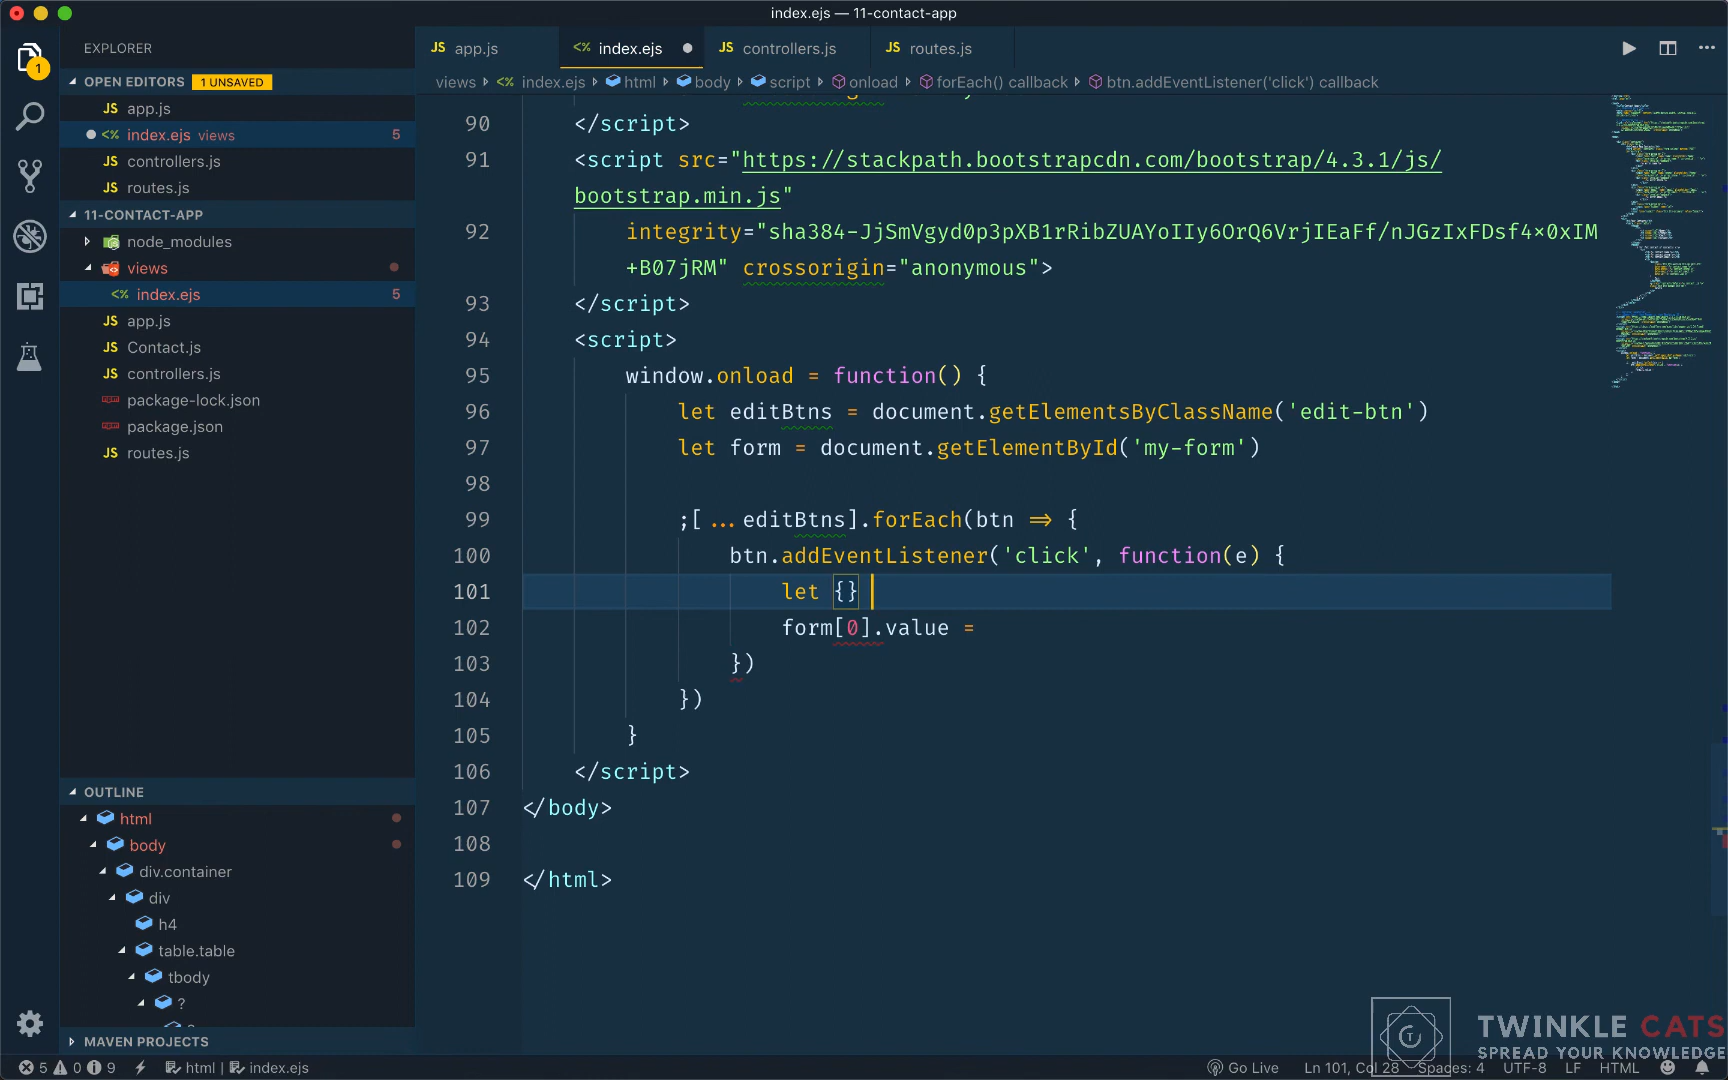 index.ejs — 11-contact-app
EXPLORER
OPEN EDITORS 1 UNSAVED
JS app.js
<% index.ejs views 5
JS controllers.js
JS routes.js
11-CONTACT-APP
node_modules
views
<% index.ejs 5
JS app.js
JS Contact.js
JS controllers.js
package-lock.json
package.json
JS routes.js
OUTLINE
html
body
div.container
div
h4
table.table
tbody
?
MAVEN PROJECTS
JS app.js <% index.ejs JS controllers.js JS routes.js
views <% index.ejs html body script onload forEach() callback btn.addEventListener('click') callback
90 </script>
91 <script src="https://stackpath.bootstrapcdn.com/bootstrap/4.3.1/js/
bootstrap.min.js"
92 integrity="sha384-JjSmVgyd0p3pXB1rRibZUAYoIIy6OrQ6VrjIEaFf/nJGzIxFDsf4x0xIM
+B07jRM" crossorigin="anonymous">
93 </script>
94 <script>
95 window.onload = function() {
96 let editBtns = document.getElementsByClassName('edit-btn')
97 let form = document.getElementById('my-form')
98
99 ;[...editBtns].forEach(btn => {
100 btn.addEventListener('click', function(e) {
101 let {}
102 form[0].value =
103 })
104 })
105 }
106 </script>
107 </body>
108
109 </html>
TWINKLE CATS
SPREAD YOUR KNOWLEDGE
1
5 0 9 html | index.ejs Go Live Ln 101, Col 28 Spaces: 4 UTF-8 LF HTML